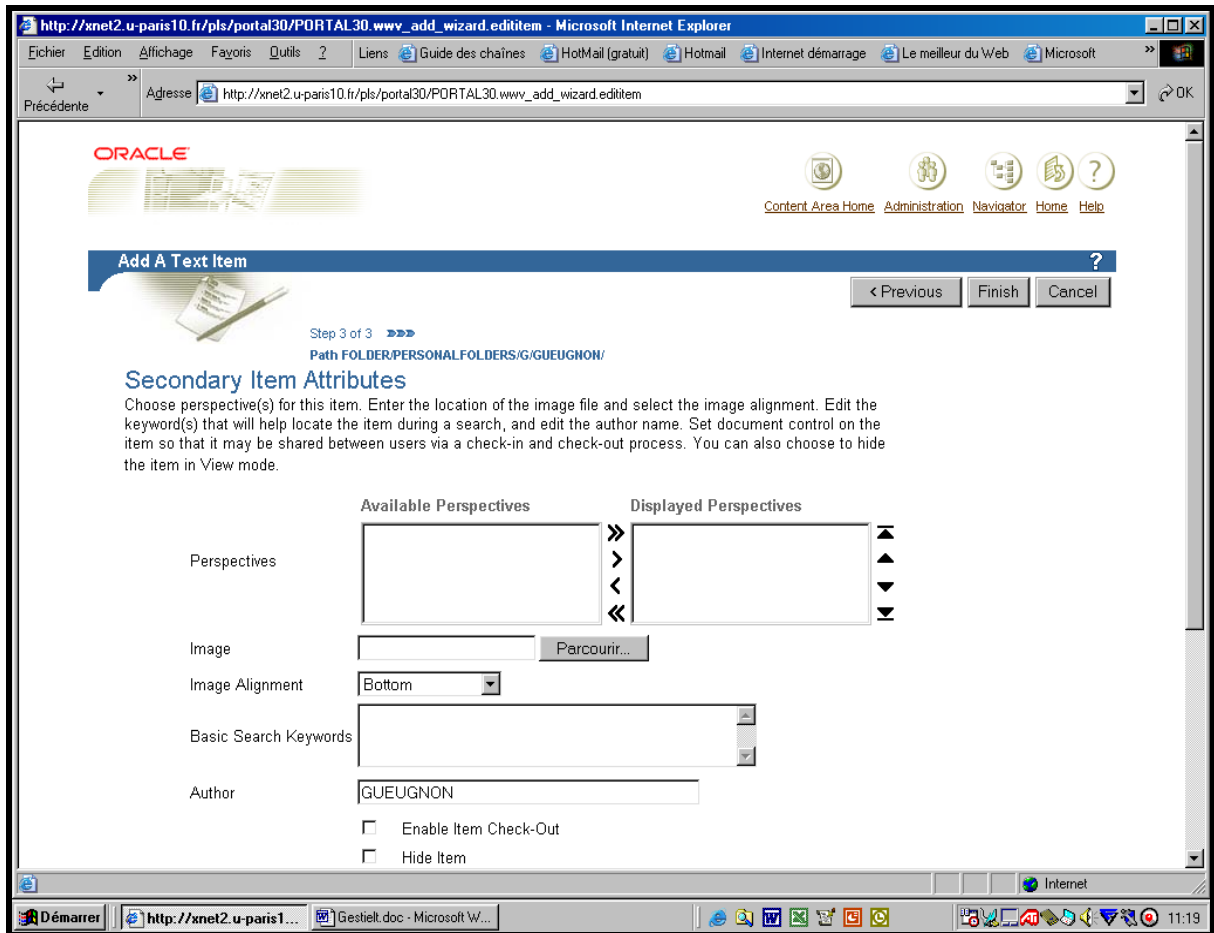 http://xnet2.u-paris10.fr/pls/portal30/PORTAL30.wwv_add_wizard.edititem - Microsoft Internet Explorer
Fichier Edition Affichage Favoris Outils ? Liens Guide des chaînes HotMail (gratuit) Hotmail Internet démarrage Le meilleur du Web Microsoft »
Précédente » Adresse http://xnet2.u-paris10.fr/pls/portal30/PORTAL30.wwv_add_wizard.edititem OK
ORACLE
Content Area Home Administration Navigator Home Help
Add A Text Item ?
< Previous Finish Cancel
Step 3 of 3
Path FOLDER/PERSONALFOLDERS/G/GUEUGNON/
Secondary Item Attributes
Choose perspective(s) for this item. Enter the location of the image file and select the image alignment. Edit the
keyword(s) that will help locate the item during a search, and edit the author name. Set document control on the
item so that it may be shared between users via a check-in and check-out process. You can also choose to hide
the item in View mode.
Available Perspectives Displayed Perspectives
Perspectives
Image Parcourir...
Image Alignment Bottom
Basic Search Keywords
Author GUEUGNON
Enable Item Check-Out
Hide Item
Internet
Démarrer http://xnet2.u-paris1... Gestielt.doc - Microsoft W... 11:19